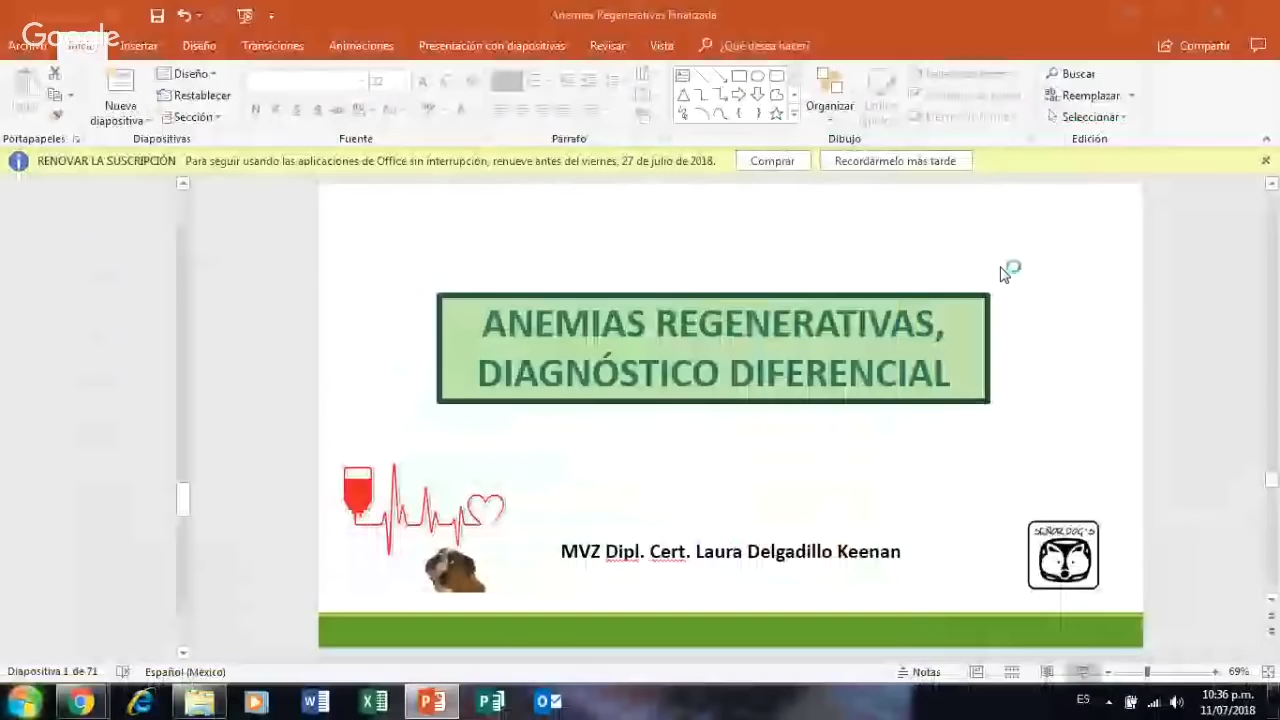 Anemias Regenerativas Finalizada
Google
Archivo Inicio Insertar Diseño Transiciones Animaciones Presentación con diapositivas Revisar Vista ¿Qué desea hacer? Compartir
Diseño
Restablecer
Sección
Nueva
diapositiva
32
Organizar
Buscar
Reemplazar
Seleccionar
Portapapeles Diapositivas Fuente Párrafo Dibujo Edición
RENOVAR LA SUSCRIPCIÓN Para seguir usando las aplicaciones de Office sin interrupción, renueve antes del viernes, 27 de julio de 2018. Comprar Recordármelo más tarde
ANEMIAS REGENERATIVAS,
DIAGNÓSTICO DIFERENCIAL
SEÑOR DOG'S
MVZ Dipl. Cert. Laura Delgadillo Keenan
Diapositiva 1 de 71 Español (México) Notas 69%
ES 10:36 p.m.
11/07/2018